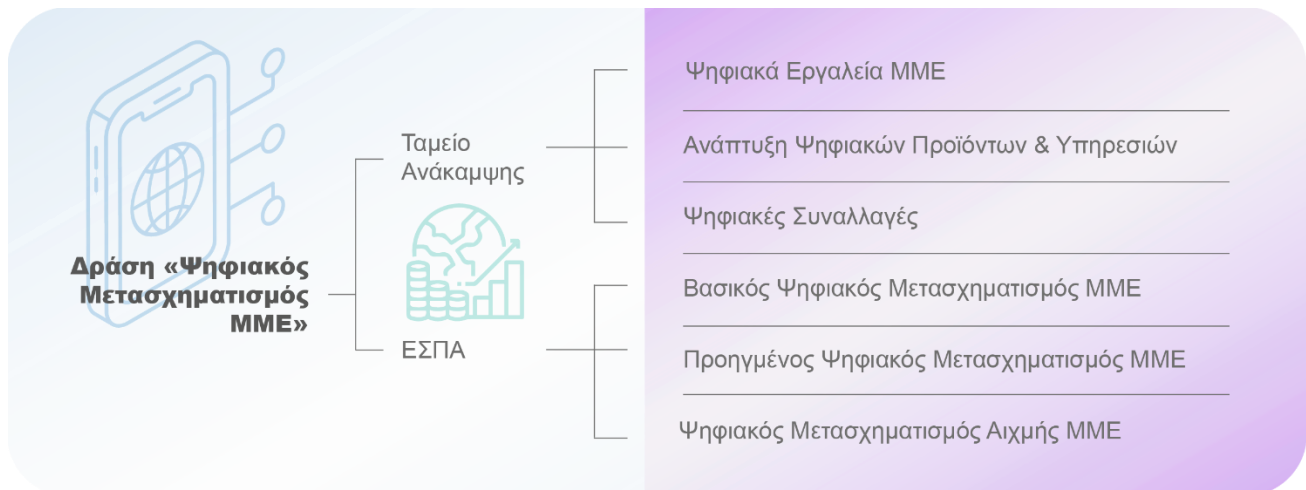 Δράση «Ψηφιακός
Μετασχηματισμός
ΜΜΕ»
Ταμείο
Ανάκαμψης
Ψηφιακά Εργαλεία ΜΜΕ
Ανάπτυξη Ψηφιακών Προϊόντων & Υπηρεσιών
Ψηφιακές Συναλλαγές
ΕΣΠΑ
Βασικός Ψηφιακός Μετασχηματισμός ΜΜΕ
Προηγμένος Ψηφιακός Μετασχηματισμός ΜΜΕ
Ψηφιακός Μετασχηματισμός Αιχμής ΜΜΕ